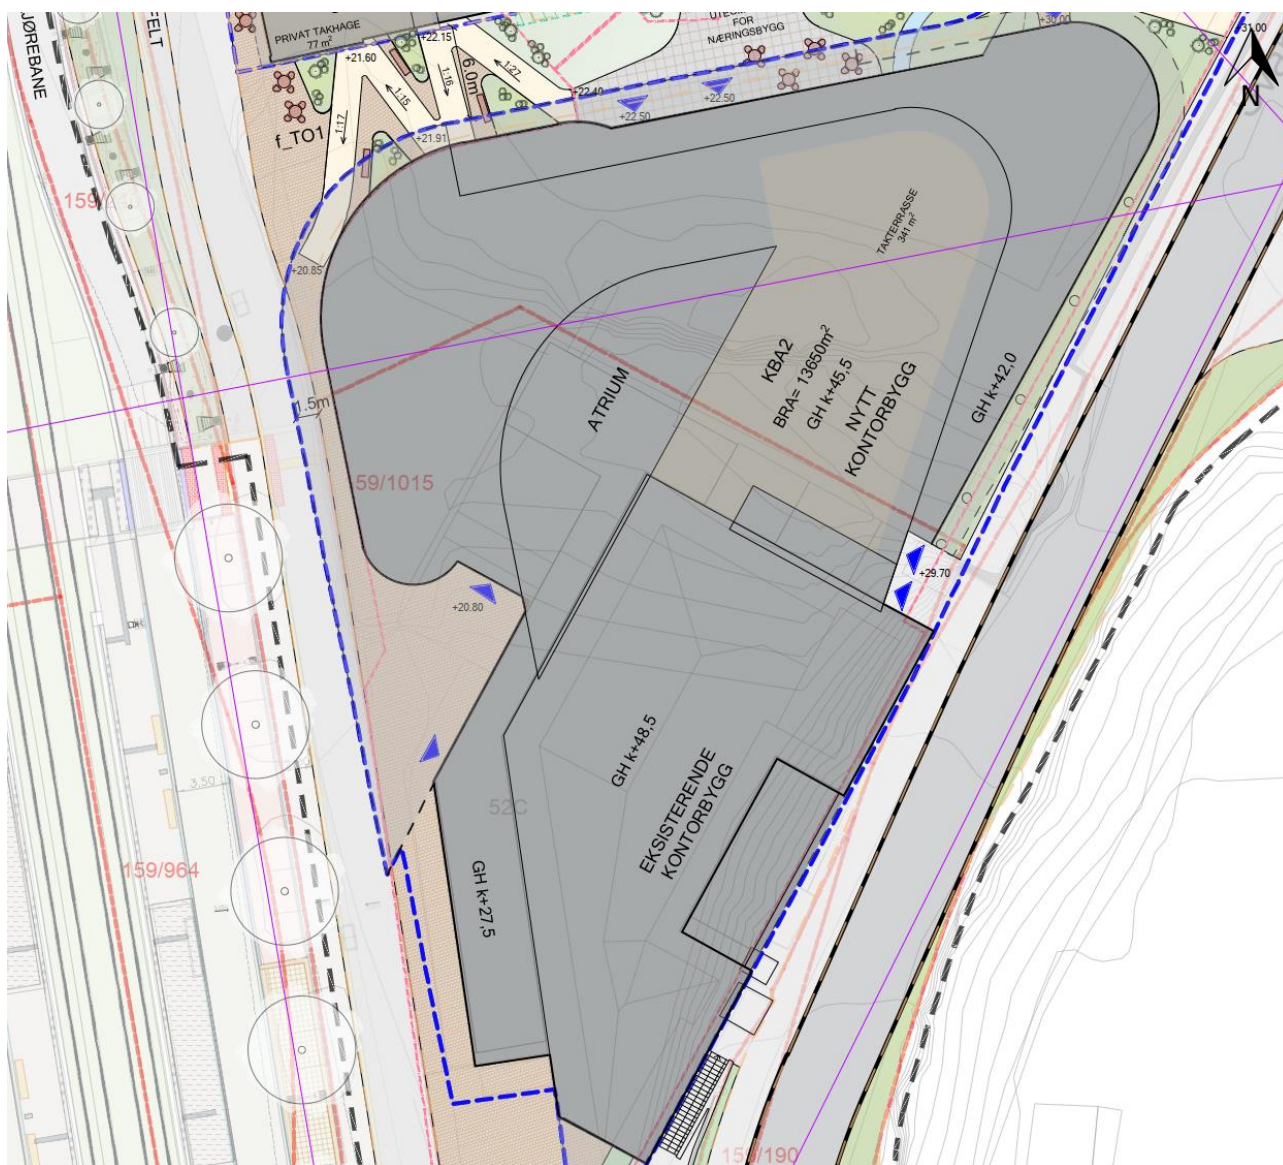 JØREBANE
FELT
PRIVAT TAKHAGE
77 m²
+21.60
+22.15
1:17
1:15
1:16
6.0m
1:27
f_TO1
+21.91
+22.40
+22.50
+22.50
FOR
NÆRINGSBYGG
+30.00
31.00
N
159/
+20.85
1.5m
TAKTERRASSE
341 m²
ATRIUM
KBA2
BRA= 13650m²
GH k+45,5
NYTT
KONTORBYGG
GH k+42,0
59/1015
+20.80
+29.70
GH k+48,5
EKSISTERENDE
KONTORBYGG
52C
3.50
159/964
GH k+27,5
159/190